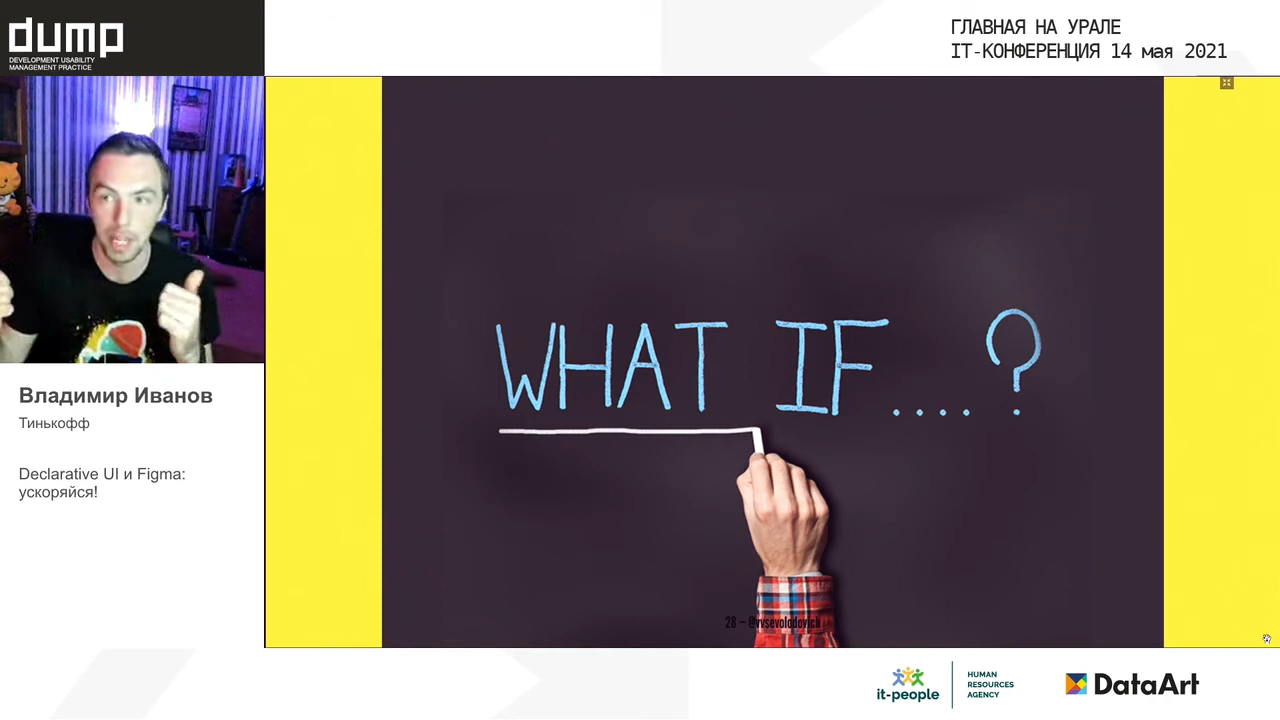 dump
DEVELOPMENT USABILITY
MANAGEMENT PRACTICE
ГЛАВНАЯ НА УРАЛЕ
IT-КОНФЕРЕНЦИЯ 14 мая 2021
WHAT IF....?
28 — @vvsevolodovich
Владимир Иванов
Тинькофф
Declarative UI и Figma:
ускоряйся!
it-people
HUMAN
RESOURCES
AGENCY
DataArt